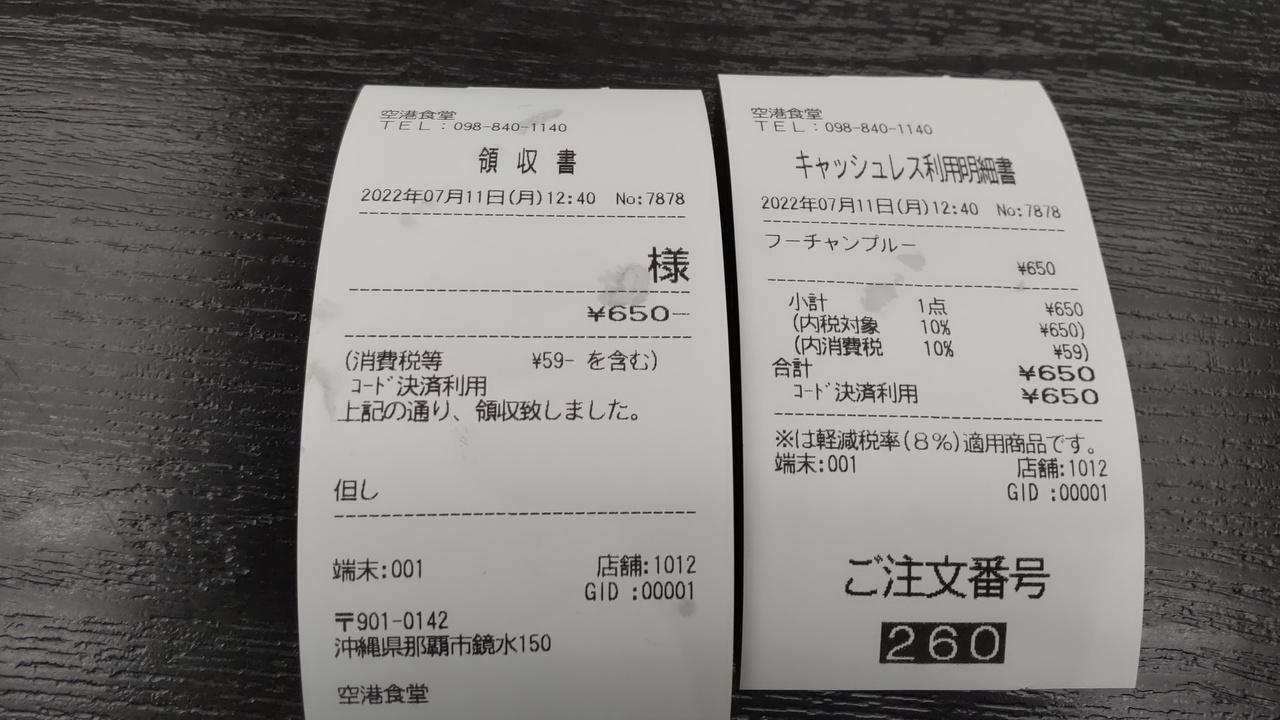 空港食堂
TEL:098-840-1140
領収書
2022年07月11日(月)12:40 No:7878
様
¥650-
(消費税等 ¥59- を含む)
コード決済利用
上記の通り、領収致しました。
但し
端末:001 店舗:1012
GID :00001
〒901-0142
沖縄県那覇市鏡水150
空港食堂
空港食堂
TEL:098-840-1140
キャッシュレス利用明細書
2022年07月11日(月)12:40 No:7878
フーチャンプルー
¥650
小計 1点 ¥650
(内税対象 10% ¥650)
(内消費税 10% ¥59)
合計 ¥650
コード決済利用 ¥650
※は軽減税率(8%)適用商品です。
端末:001 店舗:1012
GID :00001
ご注文番号
260